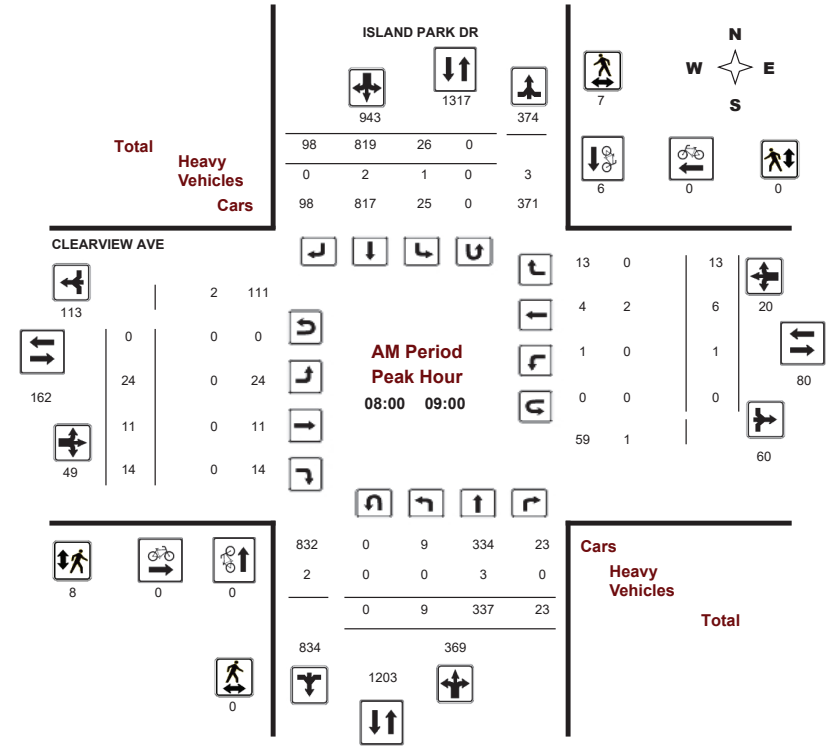 ISLAND PARK DR
N
W E
S
943 1317 374 7
Total 98 819 26 0
Heavy
Vehicles 0 2 1 0 3
Cars 98 817 25 0 371
6 0 0
CLEARVIEW AVE
113 2 111
13 0 13
4 2 6 20
0 0 0
162 24 0 24
AM Period
Peak Hour
08:00 09:00
1 0 1
80
11 0 11
0 0 0
49 14 0 14
59 1 60
832 0 9 334 23 Cars
2 0 0 3 0 Heavy
Vehicles
0 9 337 23 Total
8 0 0
834 369
1203
0